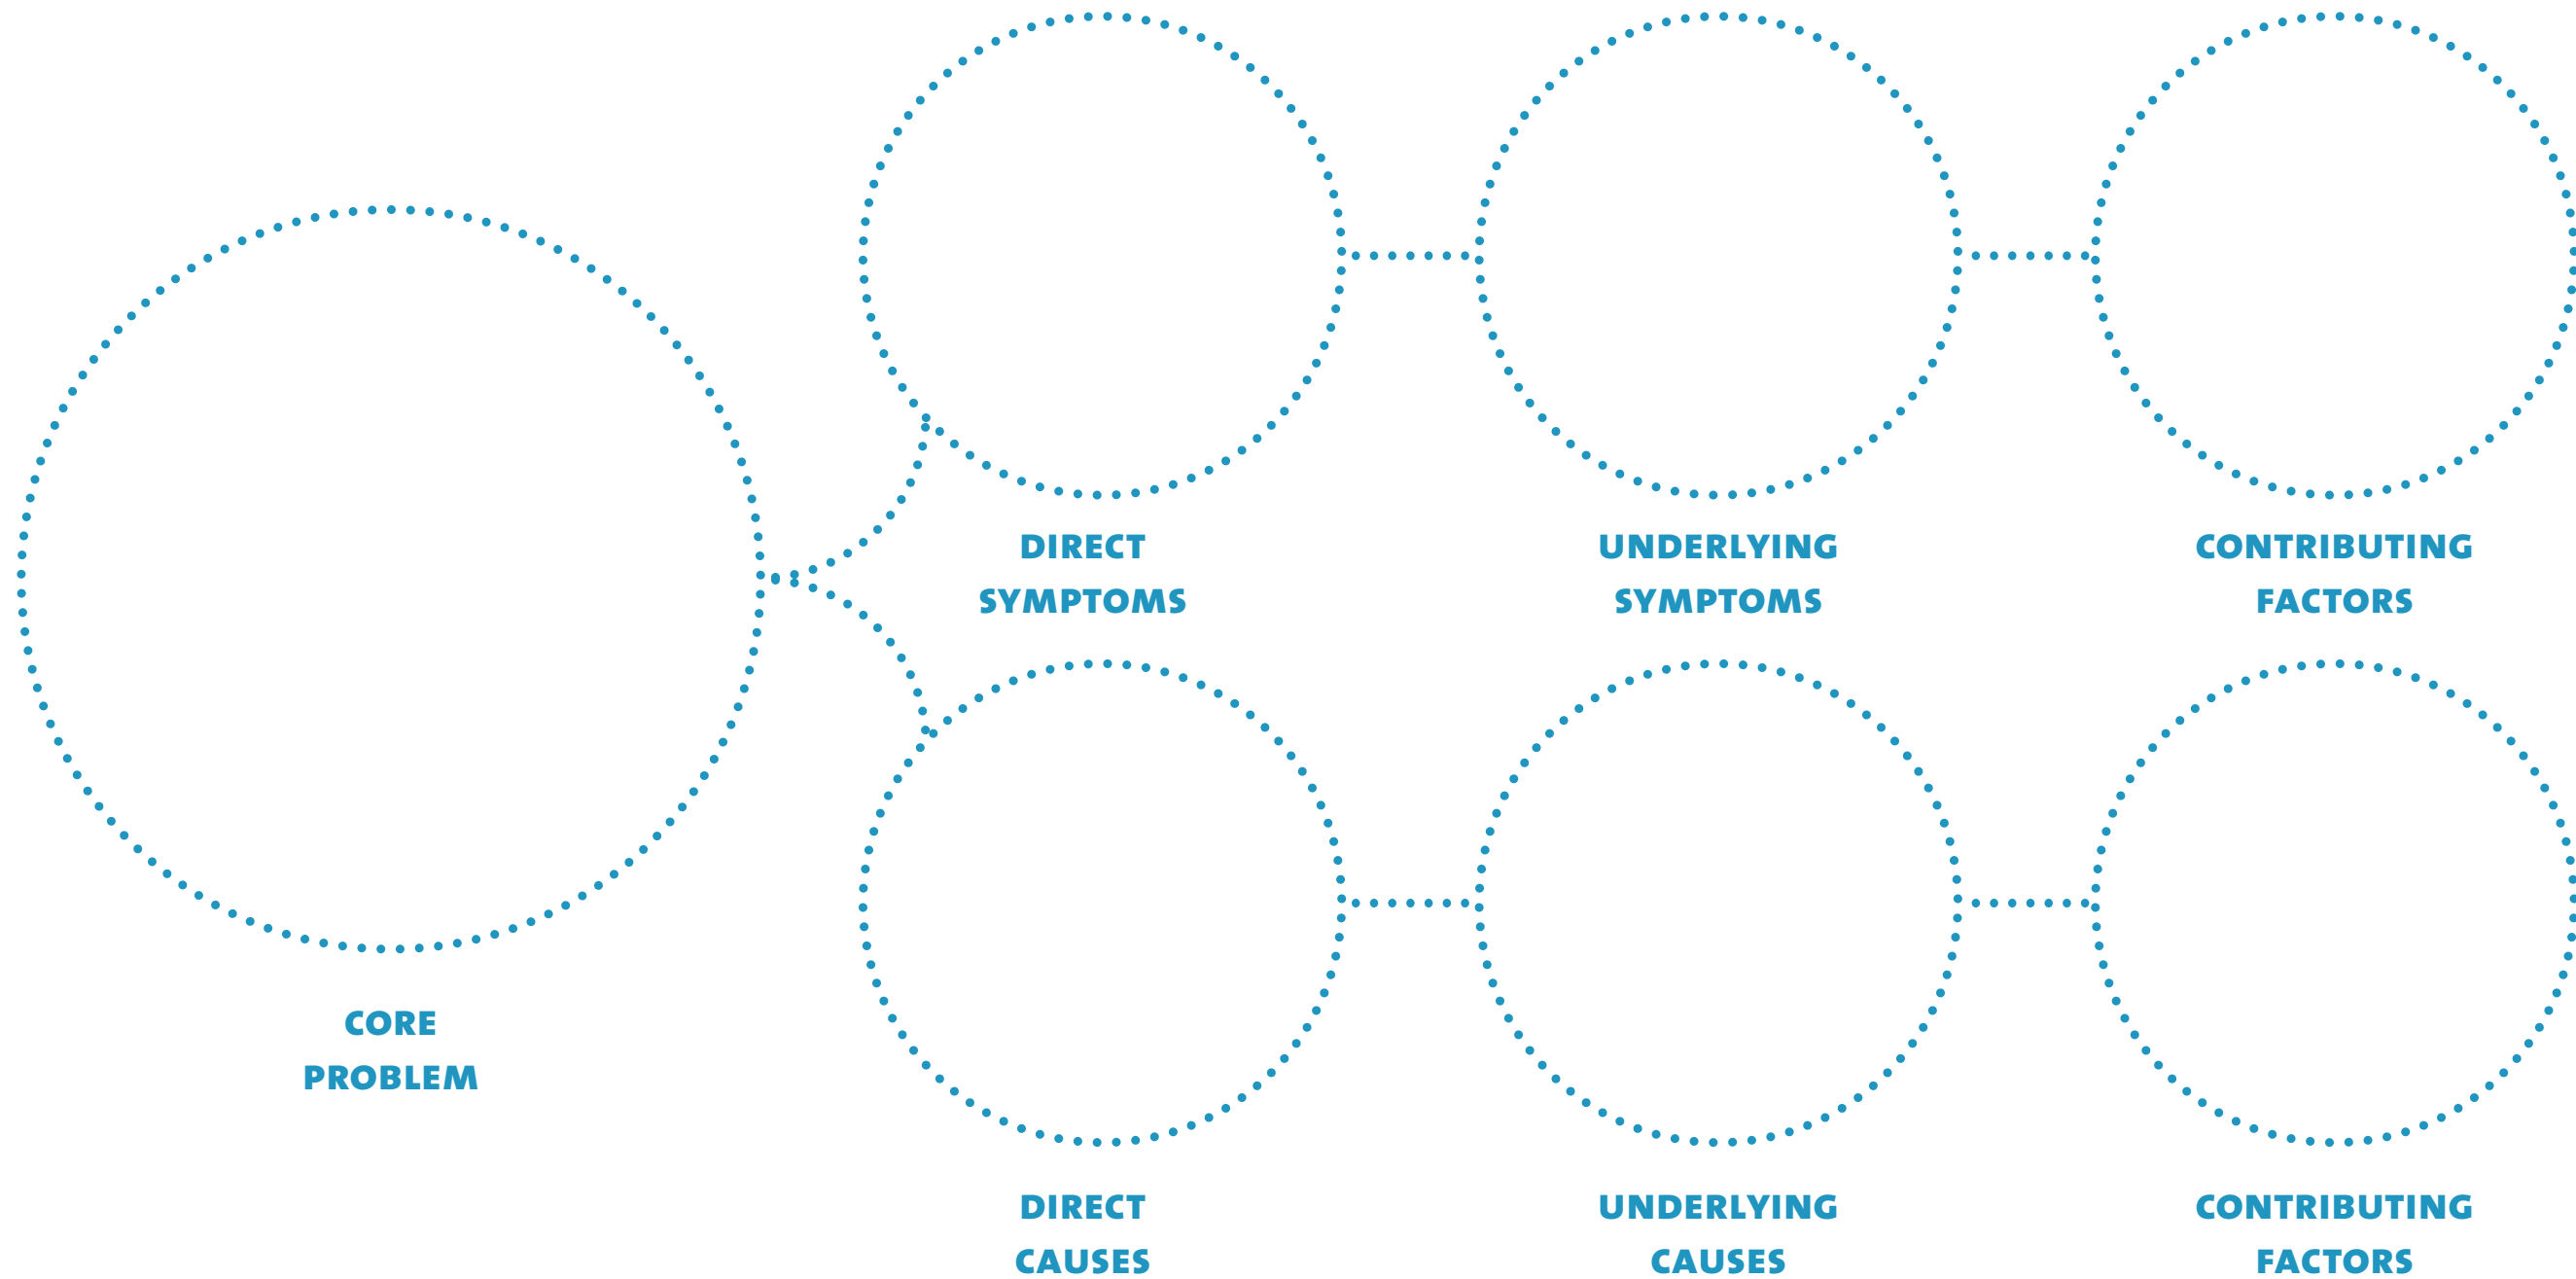 DIRECT
SYMPTOMS
UNDERLYING
SYMPTOMS
CONTRIBUTING
FACTORS
CORE
PROBLEM
DIRECT
CAUSES
UNDERLYING
CAUSES
CONTRIBUTING
FACTORS